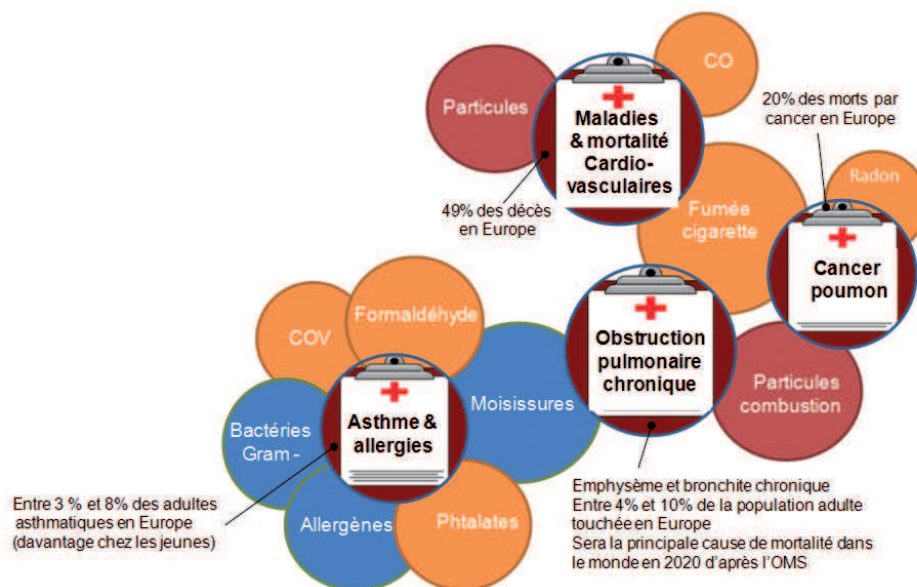 CO
Particules
Maladies
& mortalité
Cardio-
vasculaires
20% des morts par
cancer en Europe
Radon
49% des décès
en Europe
Fumée
cigarette
Cancer
poumon
Formaldéhyde
COV
Obstruction
pulmonaire
chronique
Particules
combustion
Moisissures
Bactéries
Gram -
Asthme &
allergies
Entre 3 % et 8% des adultes
asthmatiques en Europe
(davantage chez les jeunes)
Allergènes
Phtalates
Emphysème et bronchite chronique
Entre 4% et 10% de la population adulte
touchée en Europe
Sera la principale cause de mortalité dans
le monde en 2020 d'après l'OMS